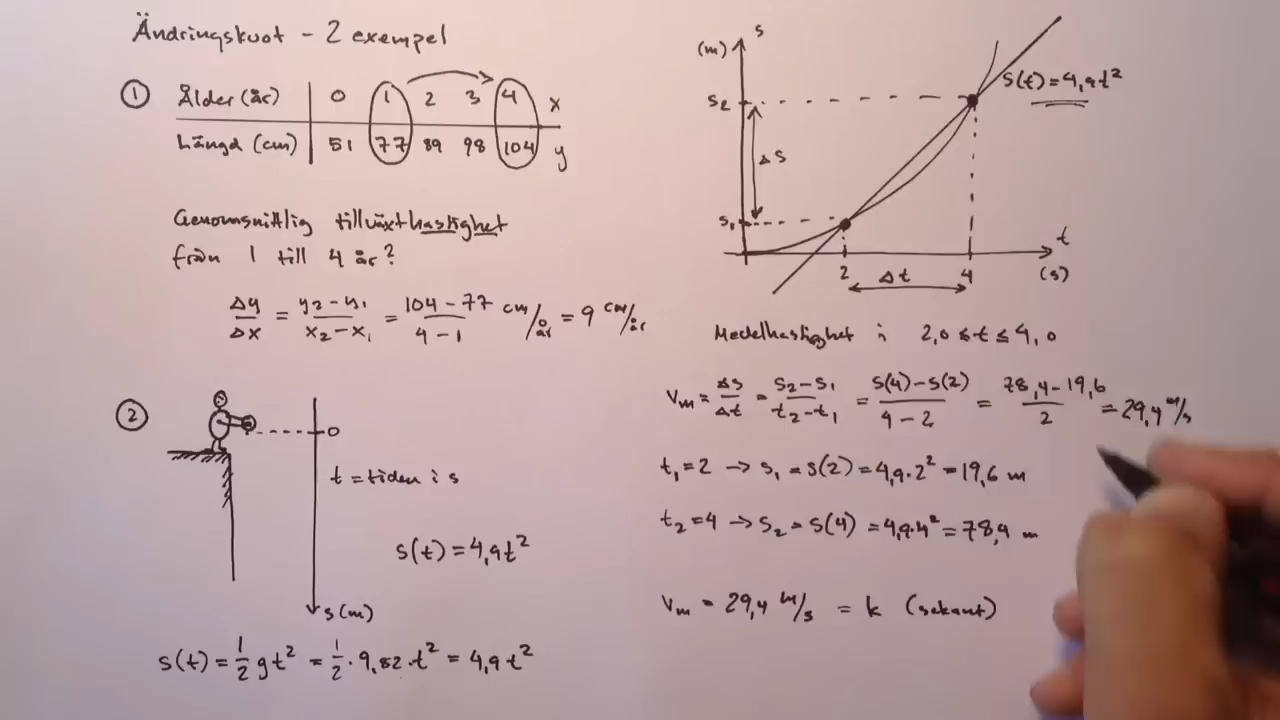 Ändringskvot - 2 exempel
① Ålder (år) 0 1 2 3 4 x
Längd (cm) 51 77 89 98 104 y
Genomsnittlig tillväxthastighet
från 1 till 4 år?
Δy/Δx = (y2-y1)/(x2-x1) = (104-77)/(4-1) cm/år = 9 cm/år
②
0
t = tiden i s
s(t) = 4,9t²
s(m)
s(t) = 1/2 gt² = 1/2 · 9,82 · t² = 4,9t²
s
(m)
s(t) = 4,9t²
s2
Δs
s1
t
2 Δt 4 (s)
Medelhastighet i 2,0 ≤ t ≤ 4,0
Vm = Δs/Δt = (s2-s1)/(t2-t1) = (s(4)-s(2))/(4-2) = (78,4-19,6)/2 = 29,4 m/s
t1 = 2 → s1 = s(2) = 4,9·2² = 19,6 m
t2 = 4 → s2 = s(4) = 4,9·4² = 78,4 m
Vm = 29,4 m/s = k (sekant)